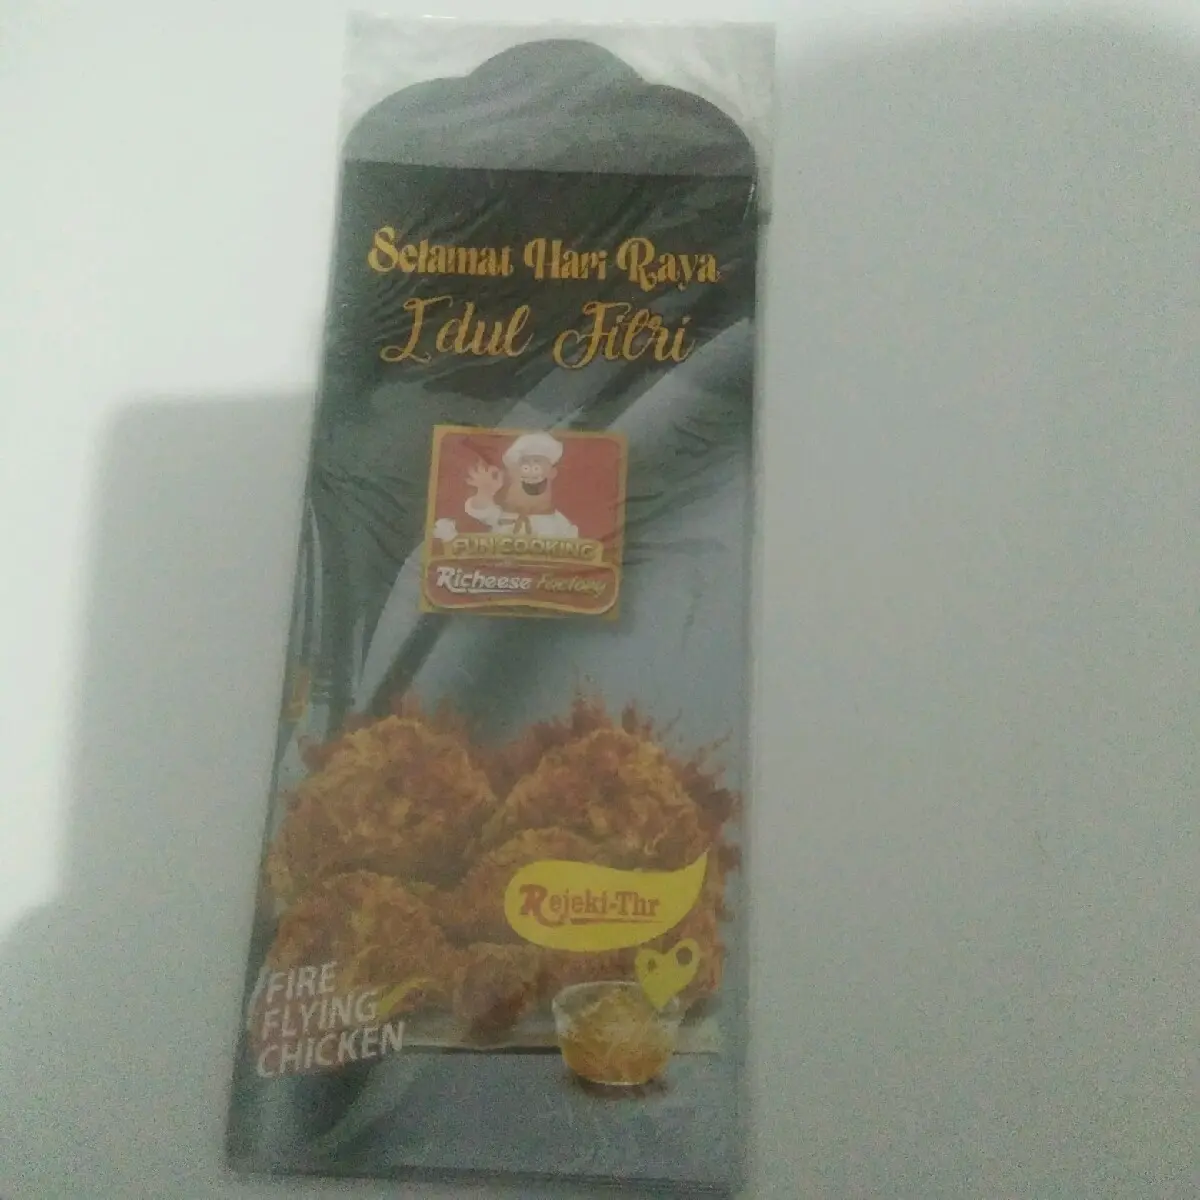 Selamat Hari Raya
Idul Fitri
FUN COOKING
Richeese Factory
Rejeki-Thr
FIRE
FLYING
CHICKEN